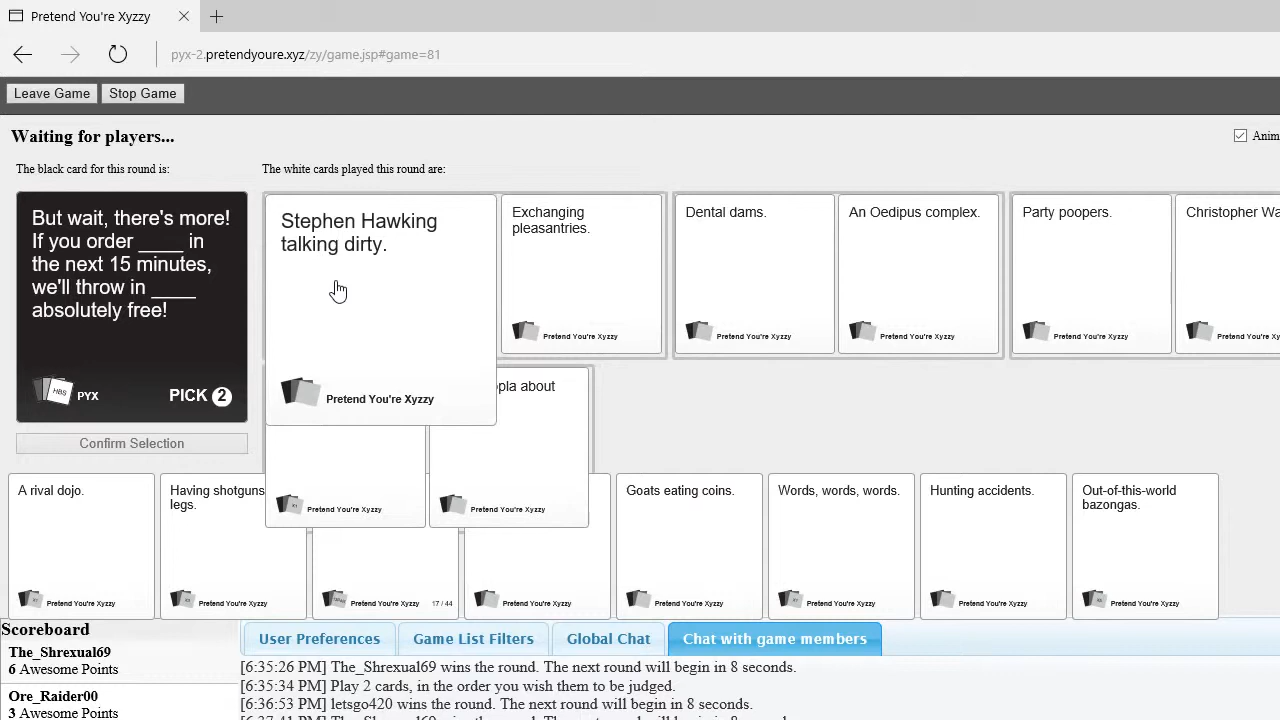 Pretend You're Xyzzy
pyx-2.pretendyoure.xyz/zy/game.jsp#game=81
Leave Game Stop Game
Waiting for players...
The black card for this round is:
The white cards played this round are:
But wait, there's more!
If you order ____ in
the next 15 minutes,
we'll throw in ____
absolutely free!
HBS PYX PICK 2
Confirm Selection
Stephen Hawking
talking dirty.
Pretend You're Xyzzy
Exchanging
pleasantries.
Pretend You're Xyzzy
Dental dams.
Pretend You're Xyzzy
An Oedipus complex.
Pretend You're Xyzzy
Party poopers.
Pretend You're Xyzzy
Christopher
Pretend You're Xyzzy
about
Pretend You're Xyzzy
A rival dojo.
Pretend You're Xyzzy
Having shotguns
legs.
Pretend You're Xyzzy
Pretend You're Xyzzy 17 / 44
Pretend You're Xyzzy
Goats eating coins.
Pretend You're Xyzzy
Words, words, words.
Pretend You're Xyzzy
Hunting accidents.
Pretend You're Xyzzy
Out-of-this-world
bazongas.
Pretend You're Xyzzy
Scoreboard
The_Shrexual69
6 Awesome Points
Ore_Raider00
3 Awesome Points
User Preferences Game List Filters Global Chat Chat with game members
[6:35:26 PM] The_Shrexual69 wins the round. The next round will begin in 8 seconds.
[6:35:34 PM] Play 2 cards, in the order you wish them to be judged.
[6:36:53 PM] letsgo420 wins the round. The next round will begin in 8 seconds.